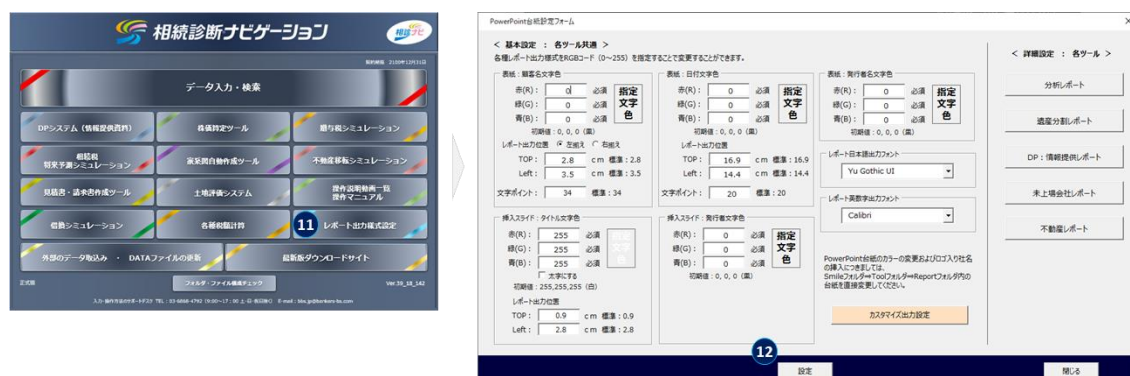 相続診断ナビゲーション
相続ナビ
契約期限 2100年12月31日
データ入力・検索
DPシステム（情報提供資料）
株価算定ツール
贈与税シミュレーション
相続税
将来予測シミュレーション
家系図自動作成ツール
不動産移転シミュレーション
見積書・請求書作成ツール
土地評価システム
操作説明動画一覧
操作マニュアル
借換シミュレーション
各種税額計算
11 レポート出力様式設定
外部のデータ取込み ・ DATAファイルの更新
最新版ダウンロードサイト
正式版
フォルダ・ファイル構成チェック
Ver.38_18_142
PowerPoint台紙設定フォーム
×
< 基本設定 ： 各ツール共通 >
各種レポート出力様式をRGBコード（0～255）を指定することで変更することができます。
表紙：顧客名文字色
赤(R)： 0 必須
緑(G)： 0 必須
青(B)： 0 必須
指定
文字
色
初期値：0, 0, 0（黒）
レポート出力位置 左揃え 右揃え
TOP： 2.8 cm 標準：2.8
Left： 3.5 cm 標準：3.5
文字ポイント： 34 標準：34
表紙：日付文字色
赤(R)： 0 必須
緑(G)： 0 必須
青(B)： 0 必須
指定
文字
色
初期値：0, 0, 0（黒）
レポート出力位置
TOP： 16.9 cm 標準：16.9
Left： 14.4 cm 標準：14.4
文字ポイント： 20 標準：20
表紙：発行者名文字色
赤(R)： 0 必須
緑(G)： 0 必須
青(B)： 0 必須
指定
文字
色
初期値：0, 0, 0（黒）
レポート日本語出力フォント
Yu Gothic UI
レポート英数字出力フォント
Calibri
挿入スライド：タイトル文字色
赤(R)： 255 必須
緑(G)： 255 必須
青(B)： 255 必須
指定
文字
色
太字にする
初期値：255,255,255（白）
レポート出力位置
TOP： 0.9 cm 標準：0.9
Left： 2.8 cm 標準：2.8
挿入スライド：発行者文字色
赤(R)： 0 必須
緑(G)： 0 必須
青(B)： 0 必須
指定
文字
色
初期値：0, 0, 0（黒）
PowerPoint台紙のカラーの変更およびロゴ入り社名
の挿入につきましては、
Smileフォルダ⇒Toolフォルダ⇒Reportフォルダ内の
台紙を直接変更してください。
カスタマイズ出力設定
< 詳細設定 ： 各ツール >
分析レポート
遺産分割レポート
DP：情報提供レポート
未上場会社レポート
不動産レポート
12
設定
閉じる